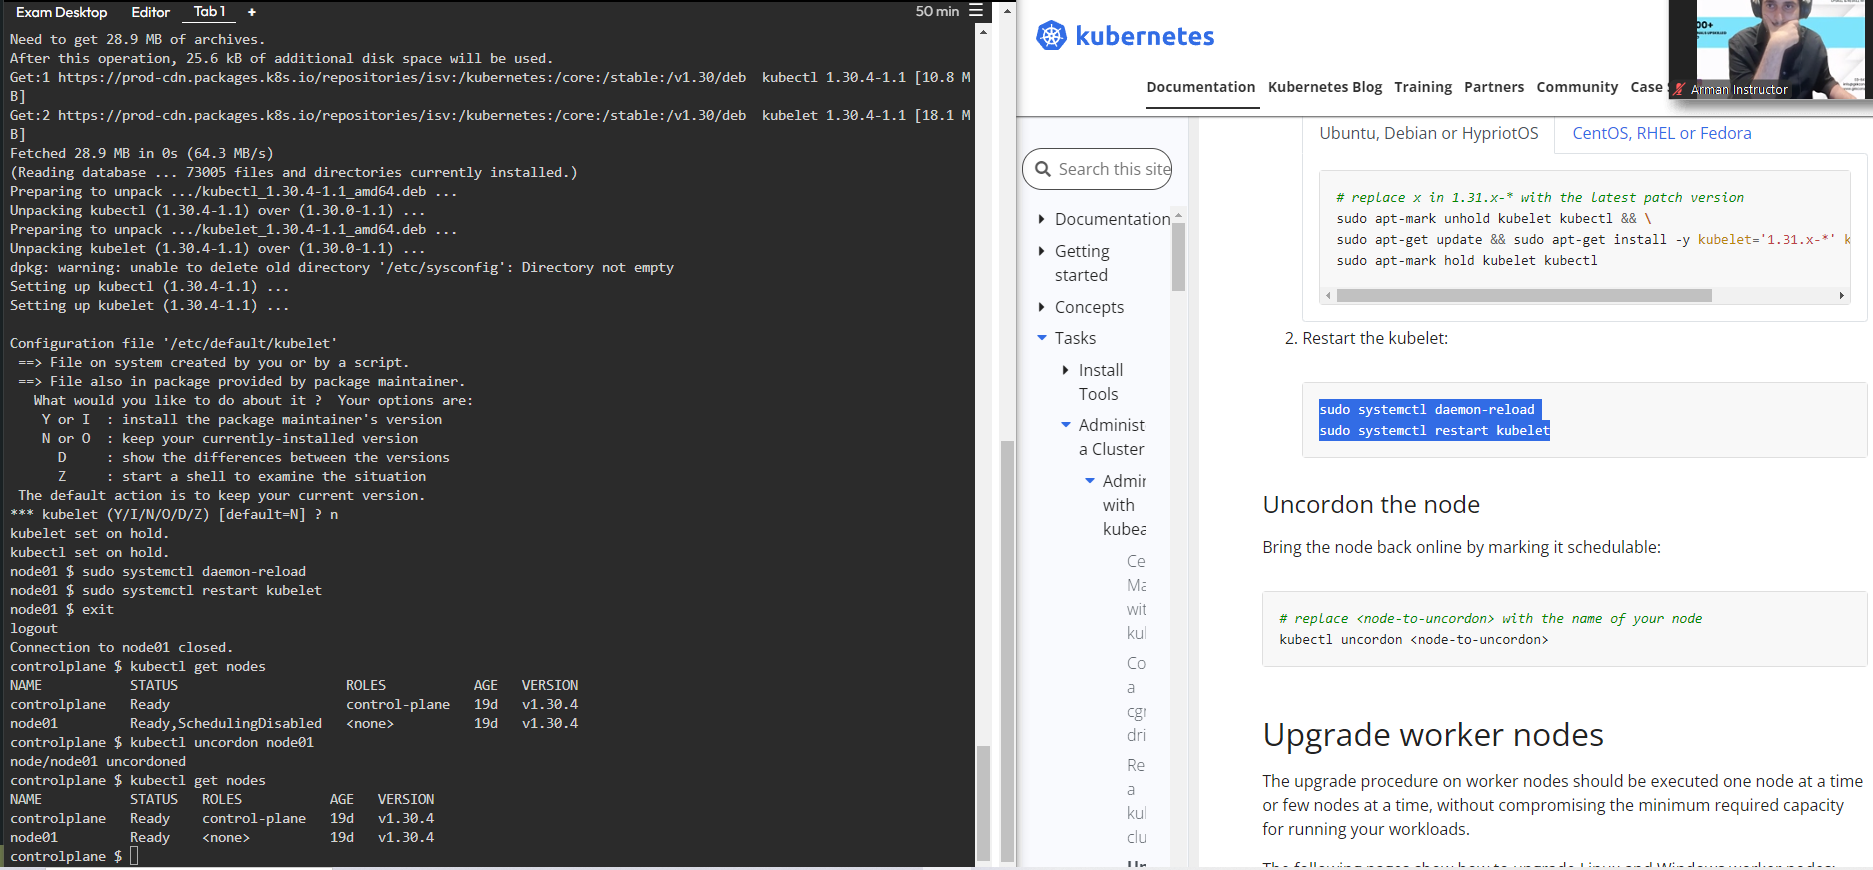 Exam Desktop Editor Tab 1 + 50 min
Need to get 28.9 MB of archives.
After this operation, 25.6 kB of additional disk space will be used.
Get:1 https://prod-cdn.packages.k8s.io/repositories/isv:/kubernetes:/core:/stable:/v1.30/deb  kubectl 1.30.4-1.1 [10.8 M
B]
Get:2 https://prod-cdn.packages.k8s.io/repositories/isv:/kubernetes:/core:/stable:/v1.30/deb  kubelet 1.30.4-1.1 [18.1 M
B]
Fetched 28.9 MB in 0s (64.3 MB/s)
(Reading database ... 73005 files and directories currently installed.)
Preparing to unpack .../kubectl_1.30.4-1.1_amd64.deb ...
Unpacking kubectl (1.30.4-1.1) over (1.30.0-1.1) ...
Preparing to unpack .../kubelet_1.30.4-1.1_amd64.deb ...
Unpacking kubelet (1.30.4-1.1) over (1.30.0-1.1) ...
dpkg: warning: unable to delete old directory '/etc/sysconfig': Directory not empty
Setting up kubectl (1.30.4-1.1) ...
Setting up kubelet (1.30.4-1.1) ...
Configuration file '/etc/default/kubelet'
 ==> File on system created by you or by a script.
 ==> File also in package provided by package maintainer.
   What would you like to do about it ?  Your options are:
    Y or I  : install the package maintainer's version
    N or O  : keep your currently-installed version
      D     : show the differences between the versions
      Z     : start a shell to examine the situation
 The default action is to keep your current version.
*** kubelet (Y/I/N/O/D/Z) [default=N] ? n
kubelet set on hold.
kubectl set on hold.
node01 $ sudo systemctl daemon-reload
node01 $ sudo systemctl restart kubelet
node01 $ exit
logout
Connection to node01 closed.
controlplane $ kubectl get nodes
NAME           STATUS                     ROLES           AGE   VERSION
controlplane   Ready                      control-plane   19d   v1.30.4
node01         Ready,SchedulingDisabled   <none>          19d   v1.30.4
controlplane $ kubectl uncordon node01
node/node01 uncordoned
controlplane $ kubectl get nodes
NAME           STATUS   ROLES           AGE   VERSION
controlplane   Ready    control-plane   19d   v1.30.4
node01         Ready    <none>          19d   v1.30.4
controlplane $
kubernetes
Documentation Kubernetes Blog Training Partners Community Case
00+
Arman Instructor
Search this site
Documentation
Getting
started
Concepts
Tasks
Install
Tools
Administ
a Cluster
Admir
with
kubea
Ce
Ma
wit
kul
Co
a
cgr
dri
Re
a
kul
clu
Ubuntu, Debian or HypriotOS CentOS, RHEL or Fedora
# replace x in 1.31.x-* with the latest patch version
sudo apt-mark unhold kubelet kubectl && \
sudo apt-get update && sudo apt-get install -y kubelet='1.31.x-*' k
sudo apt-mark hold kubelet kubectl
2. Restart the kubelet:
sudo systemctl daemon-reload
sudo systemctl restart kubelet
Uncordon the node
Bring the node back online by marking it schedulable:
# replace <node-to-uncordon> with the name of your node
kubectl uncordon <node-to-uncordon>
Upgrade worker nodes
The upgrade procedure on worker nodes should be executed one node at a time
or few nodes at a time, without compromising the minimum required capacity
for running your workloads.